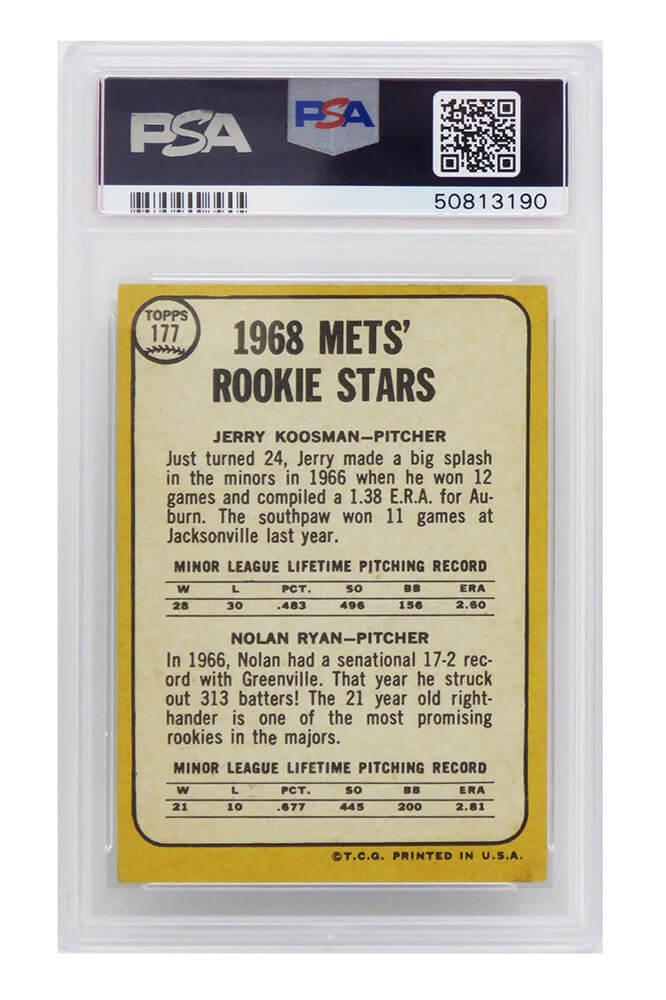 PSA PSA
50813190
TOPPS
177
1968 METS'
ROOKIE STARS
JERRY KOOSMAN—PITCHER
Just turned 24, Jerry made a big splash
in the minors in 1966 when he won 12
games and compiled a 1.38 E.R.A. for Au-
burn. The southpaw won 11 games at
Jacksonville last year.
MINOR LEAGUE LIFETIME PITCHING RECORD
W L PCT. SO BB ERA
28 30 .483 496 156 2.60
NOLAN RYAN—PITCHER
In 1966, Nolan had a senational 17-2 rec-
ord with Greenville. That year he struck
out 313 batters! The 21 year old right-
hander is one of the most promising
rookies in the majors.
MINOR LEAGUE LIFETIME PITCHING RECORD
W L PCT. SO BB ERA
21 10 .677 445 200 2.81
©T.C.G. PRINTED IN U.S.A.